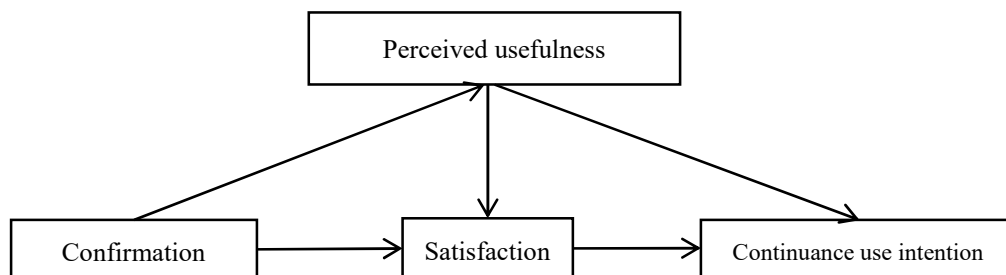 Perceived usefulness
Confirmation
Satisfaction
Continuance use intention